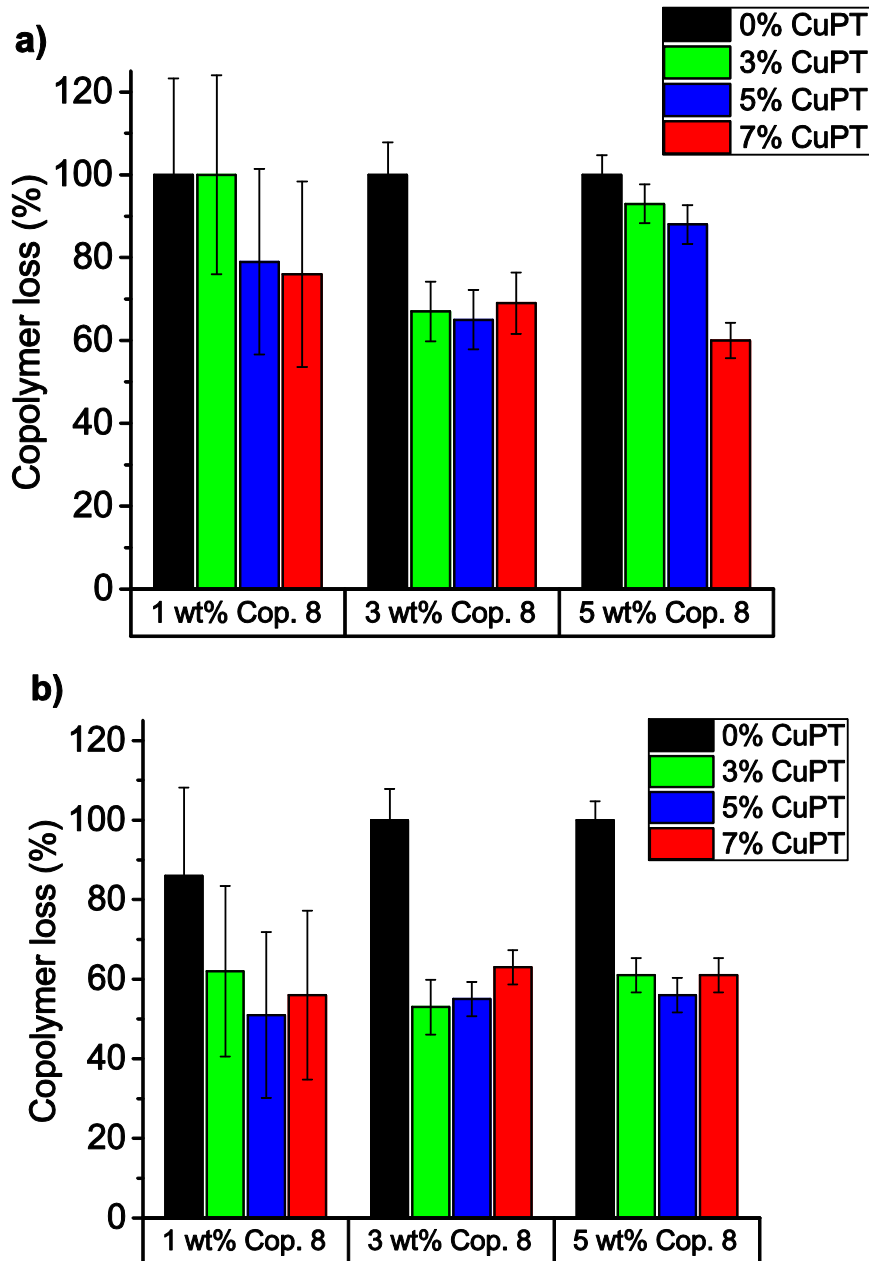 a)
0% CuPT
3% CuPT
5% CuPT
7% CuPT
Copolymer loss (%)
120
100
80
60
40
20
0
1 wt% Cop. 8
3 wt% Cop. 8
5 wt% Cop. 8
b)
0% CuPT
3% CuPT
5% CuPT
7% CuPT
Copolymer loss (%)
120
100
80
60
40
20
0
1 wt% Cop. 8
3 wt% Cop. 8
5 wt% Cop. 8